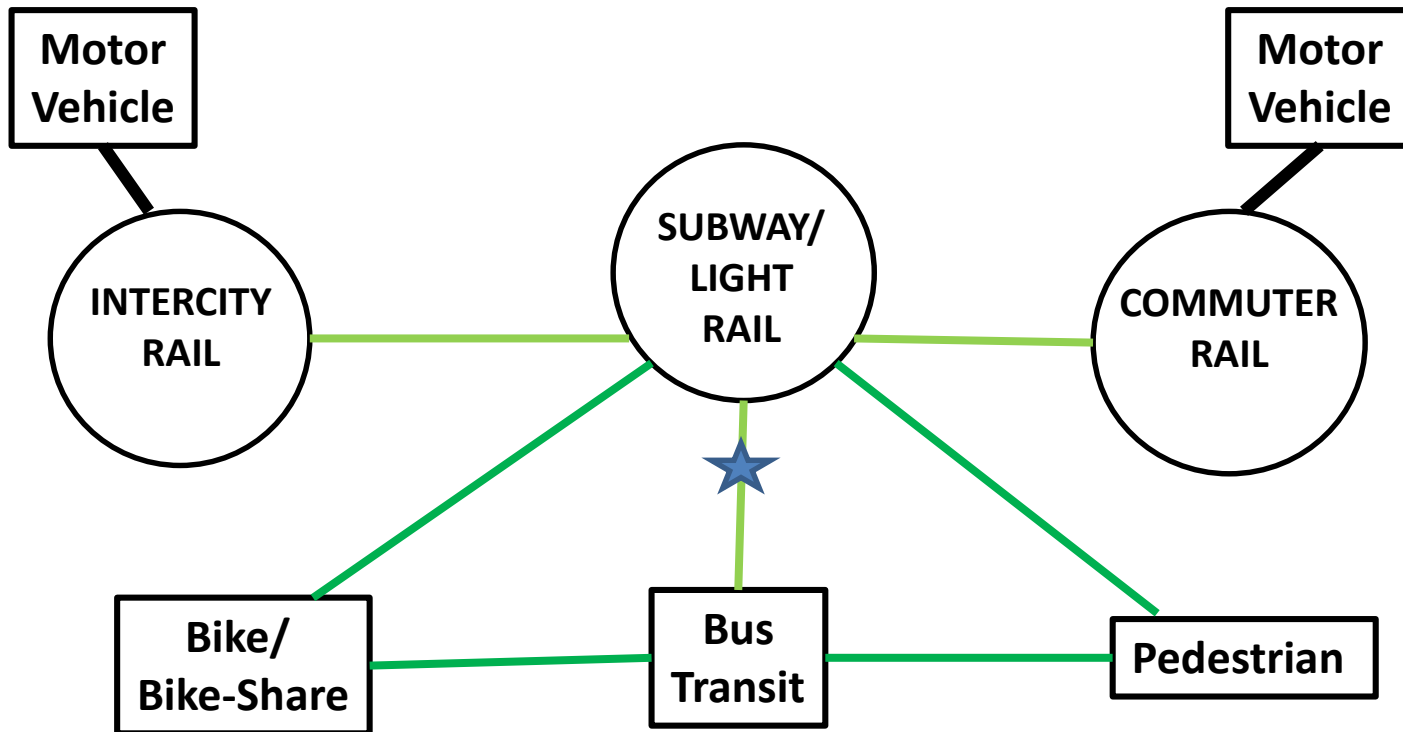 Motor
Vehicle
Motor
Vehicle
SUBWAY/
LIGHT
RAIL
INTERCITY
RAIL
COMMUTER
RAIL
Bike/
Bike-Share
Bus
Transit
Pedestrian